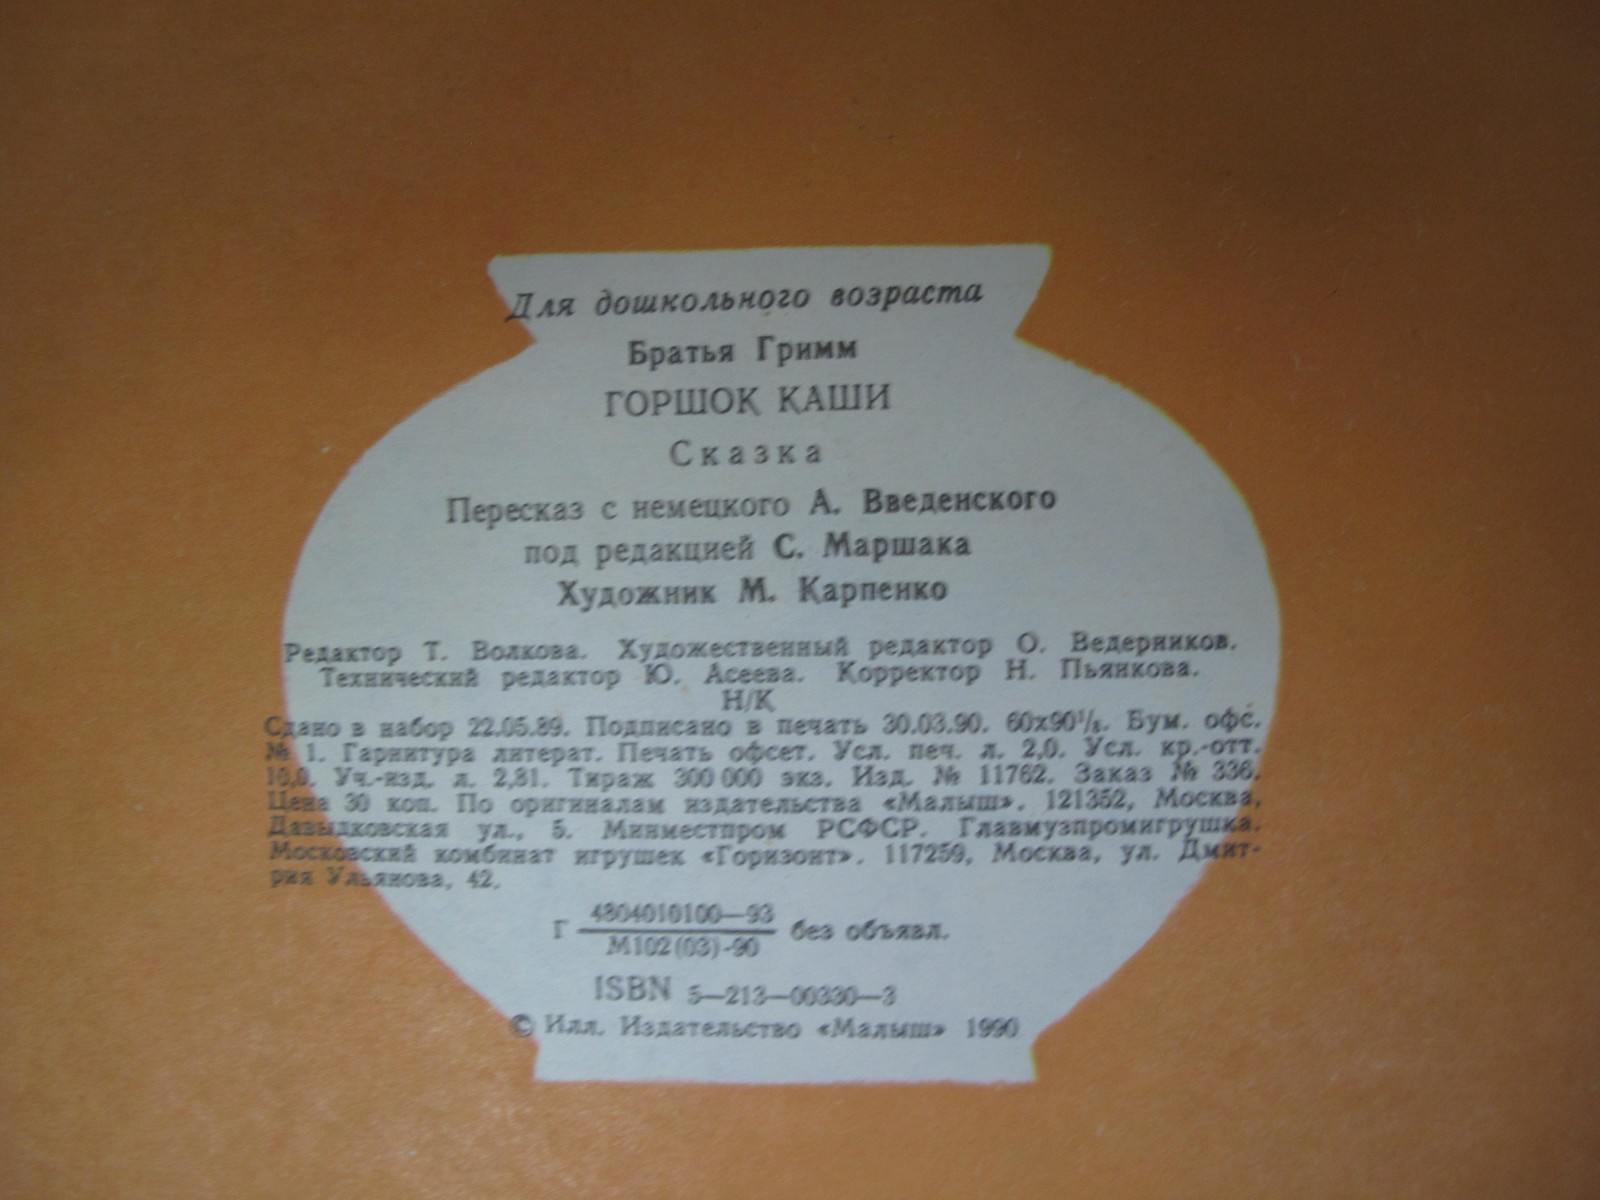 Для дошкольного возраста
Братья Гримм
ГОРШОК КАШИ
Сказка
Пересказ с немецкого А. Введенского
под редакцией С. Маршака
Художник М. Карпенко
Редактор Т. Волкова. Художественный редактор О. Ведерников.
Технический редактор Ю. Асеева. Корректор Н. Пьянкова.
Н/К
Сдано в набор 22.05.89. Подписано в печать 30.03.90. 60х90¹/₈. Бум. офс.
№ 1. Гарнитура литерат. Печать офсет. Усл. печ. л. 2,0. Усл. кр.-отт.
10,0. Уч.-изд. л. 2,81. Тираж 300 000 экз. Изд. № 11762. Заказ № 336.
Цена 30 коп. По оригиналам издательства «Малыш». 121352, Москва,
Давыдковская ул., 5. Минместпром РСФСР. Главмузпромигрушка.
Московский комбинат игрушек «Горизонт». 117259, Москва, ул. Дмит-
рия Ульянова, 42.
Г 4804010100—93 без объявл.
М102(03)-90
ISBN 5—213—00330—3
© Илл. Издательство «Малыш» 1990